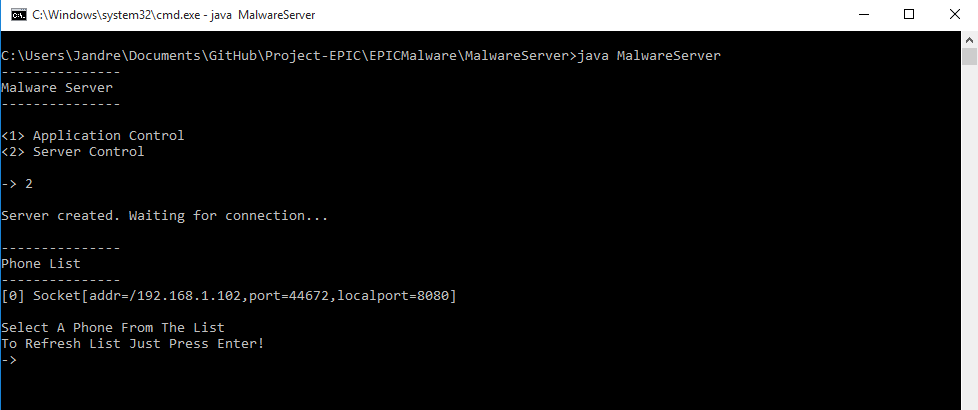 C:\Windows\system32\cmd.exe - java  MalwareServer
C:\Users\Jandre\Documents\GitHub\Project-EPIC\EPICMalware\MalwareServer>java MalwareServer
---------------
Malware Server
---------------
<1> Application Control
<2> Server Control
-> 2
Server created. Waiting for connection...
---------------
Phone List
---------------
[0] Socket[addr=/192.168.1.102,port=44672,localport=8080]
Select A Phone From The List
To Refresh List Just Press Enter!
->